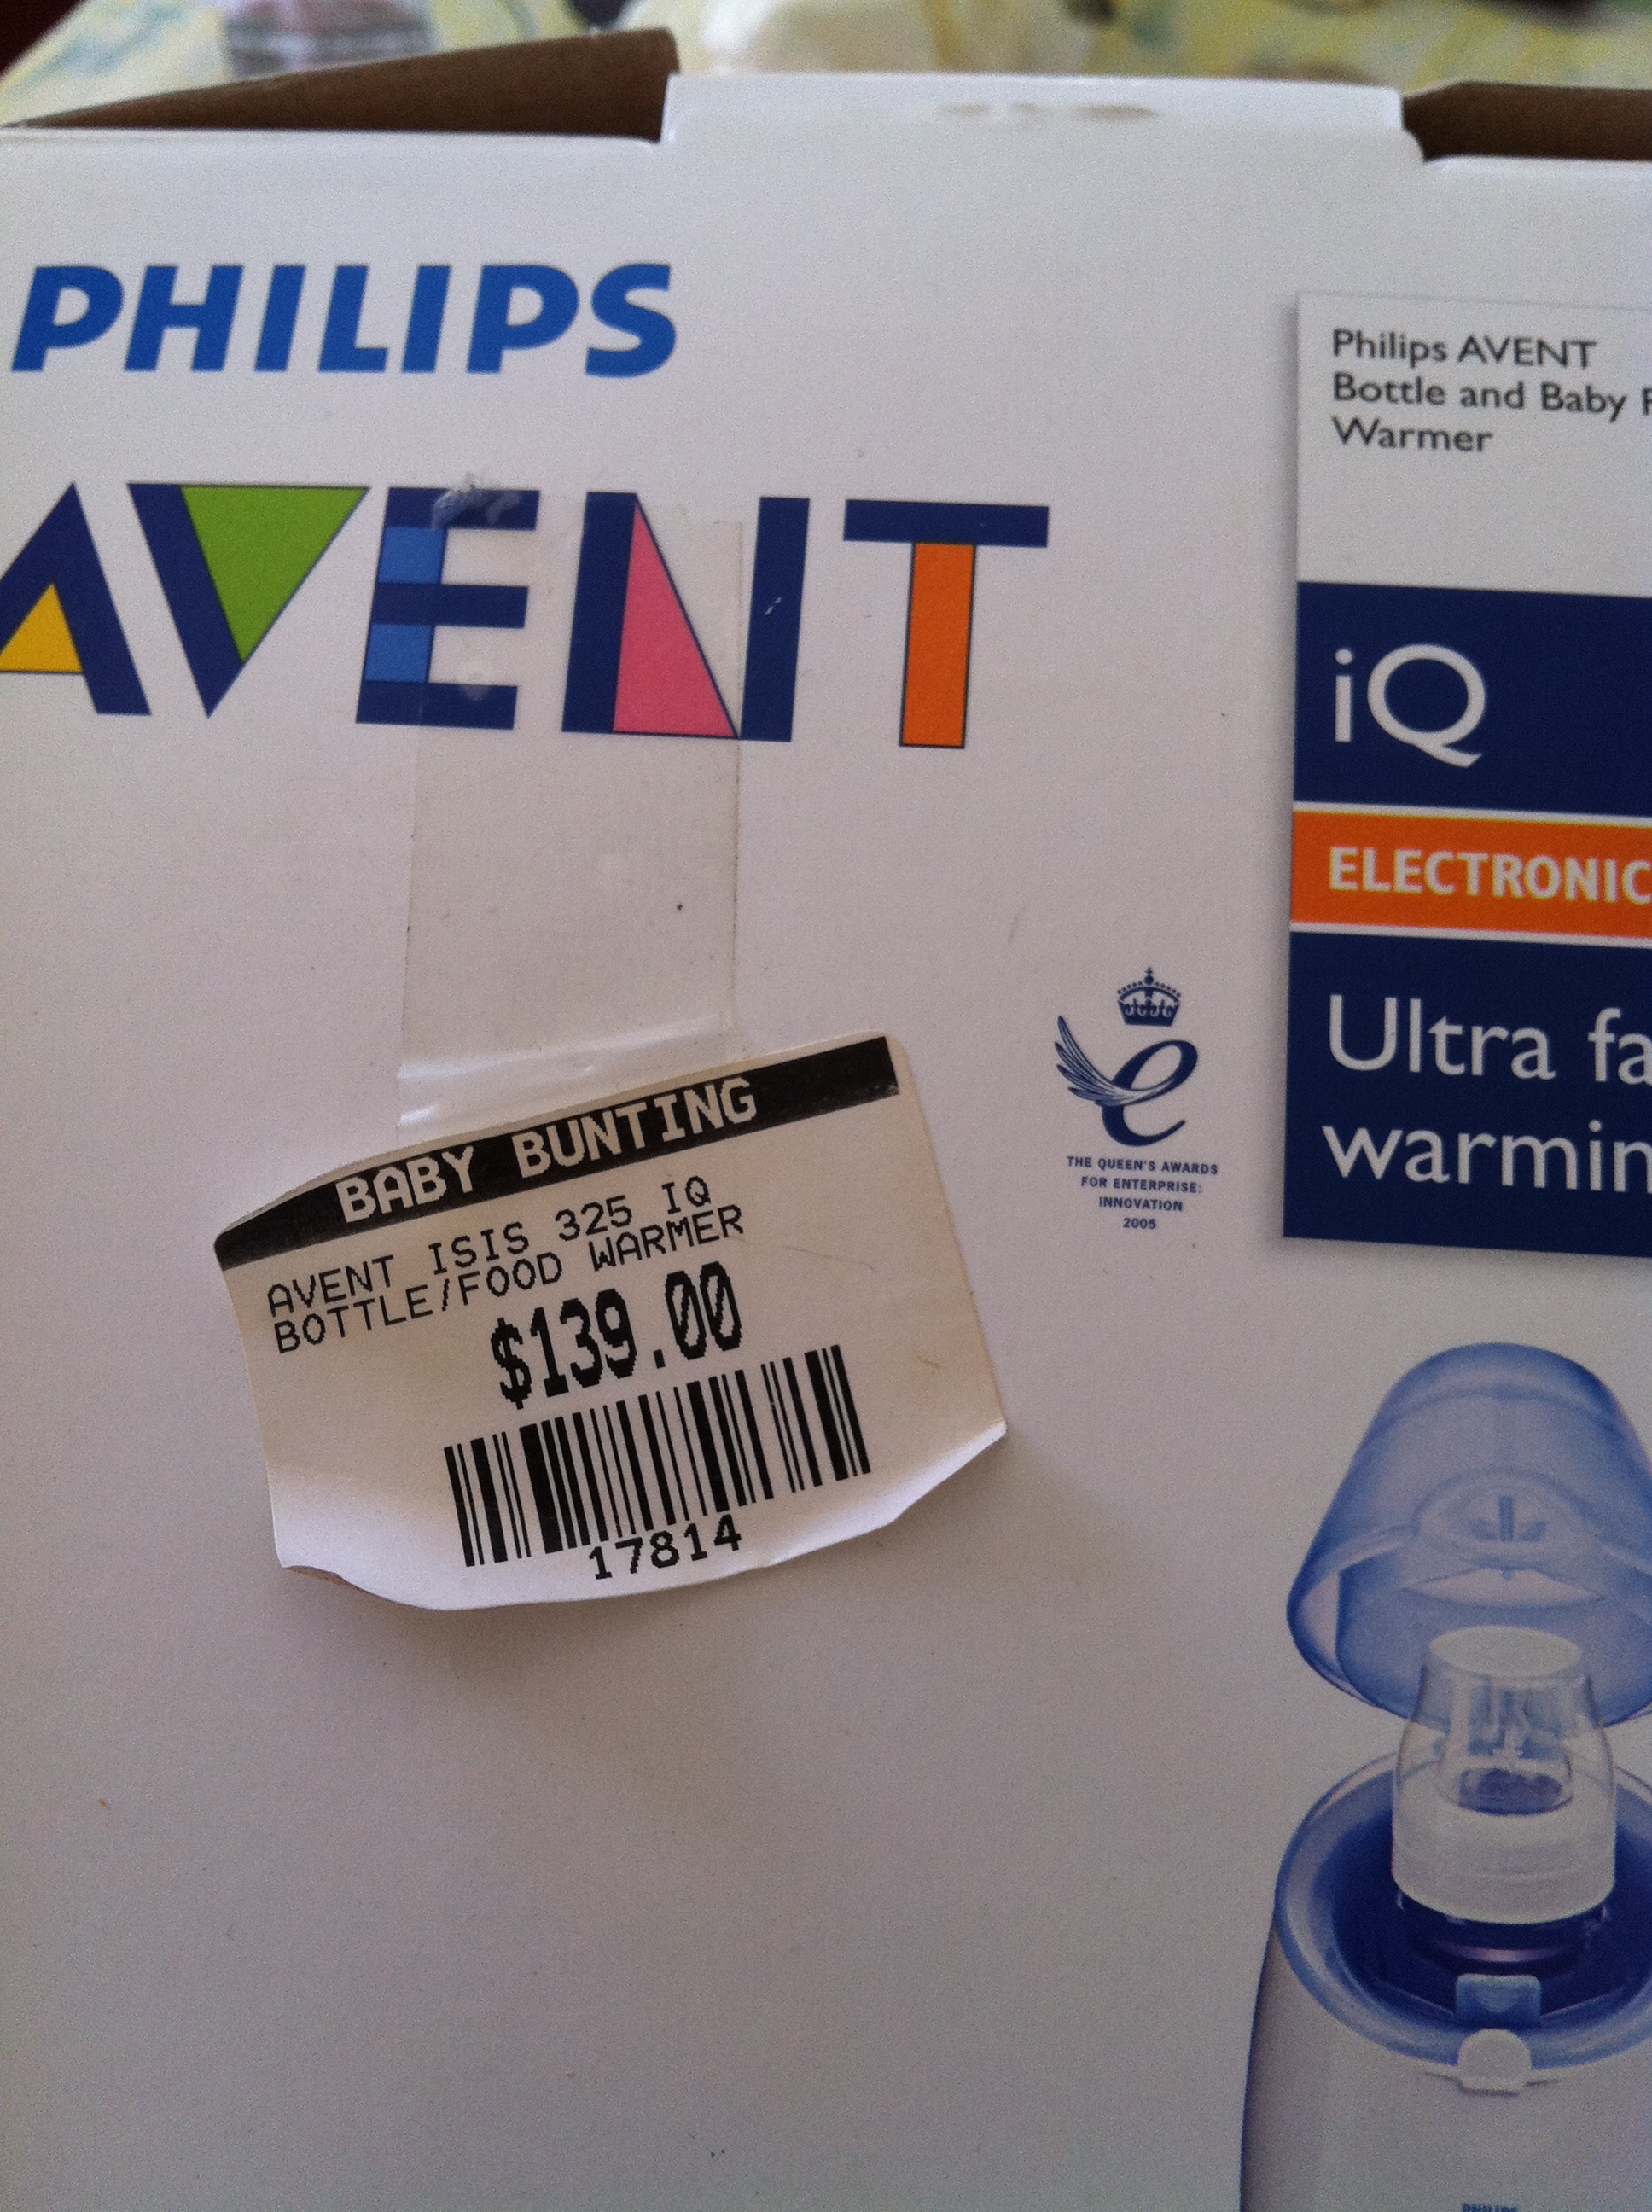 PHILIPS
AVENT
Philips AVENT
Bottle and Baby
Warmer
iQ
ELECTRONIC
Ultra
THE QUEEN'S AWARDS
FOR ENTERPRISE:
INNOVATION
2005
BABY BUNTING
AVENT ISIS 325 IQ
BOTTLE/FOOD WARMER
$139.00
17814
PHILIPS